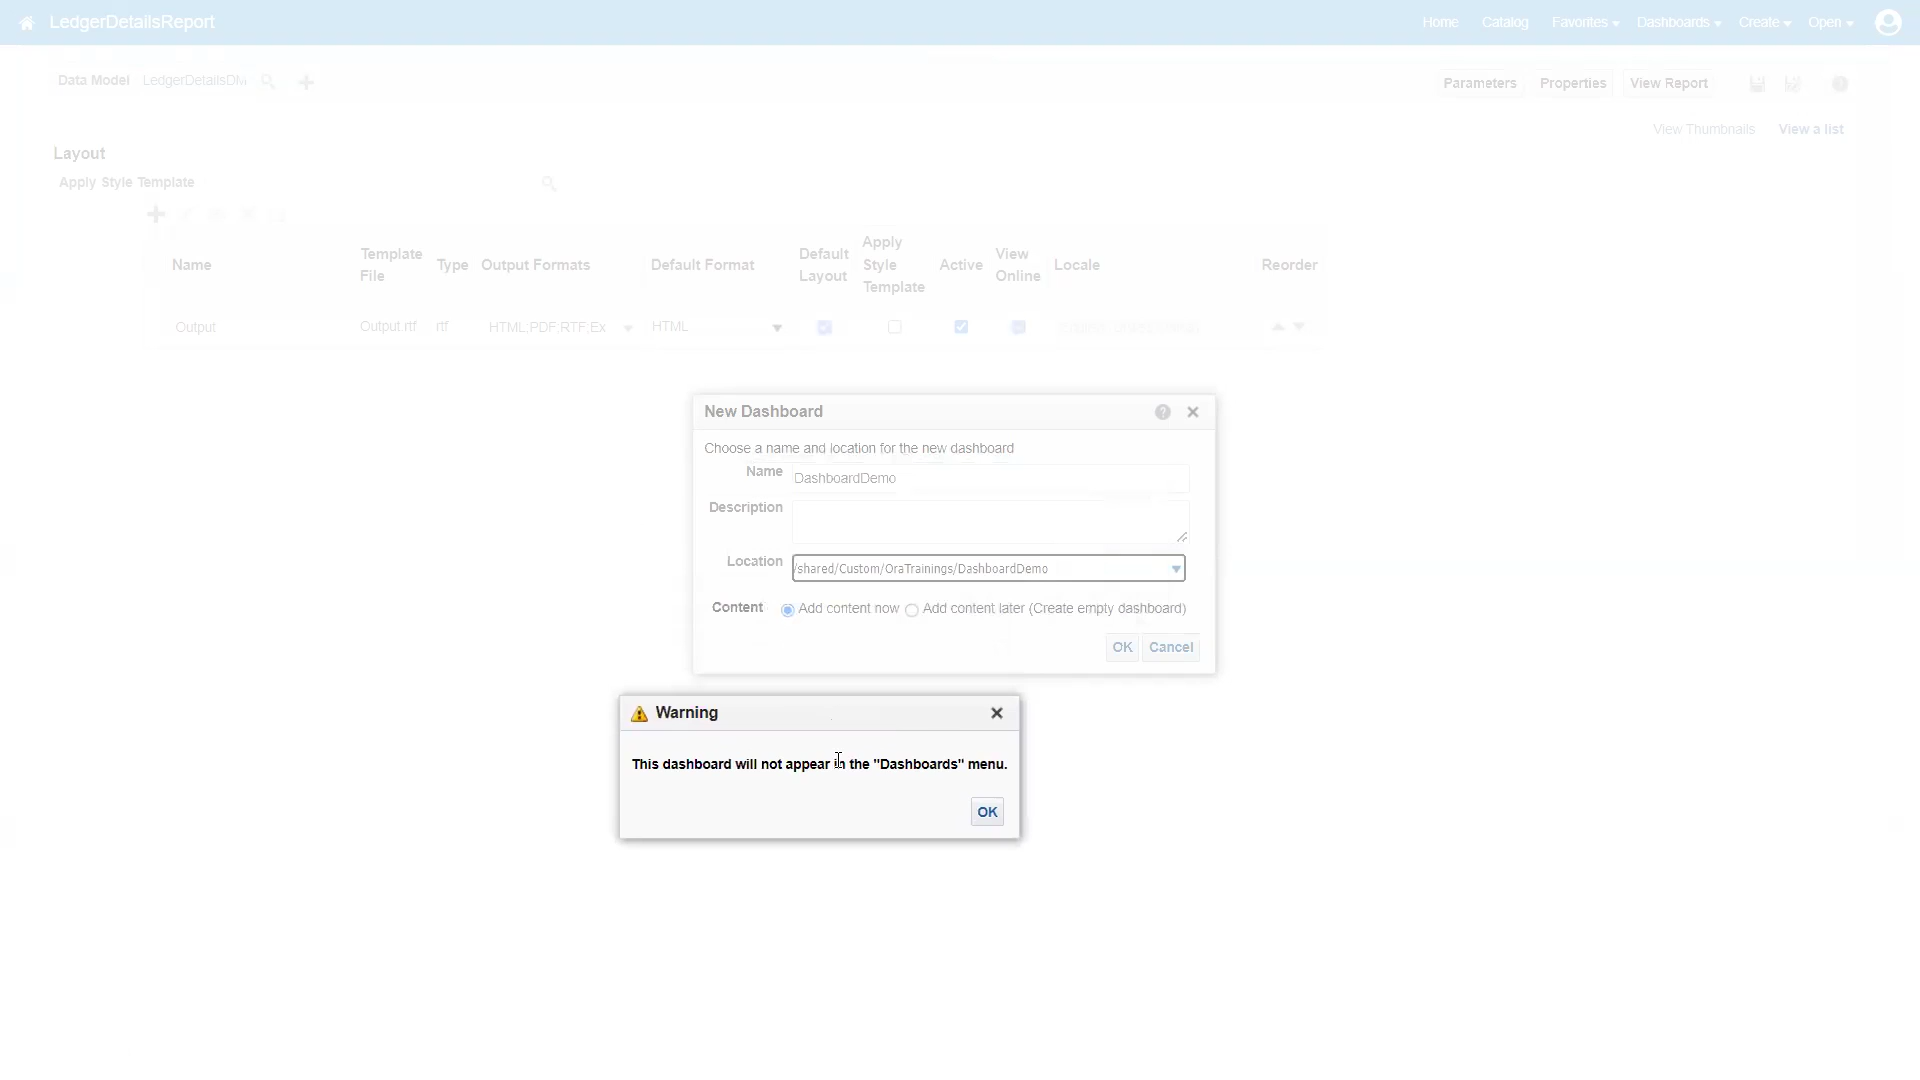 LedgerDetailsReport
Home Catalog Favorites Dashboards Create Open
Data Model LedgerDetailsDM
Parameters Properties View Report
View Thumbnails View a list
Layout
Apply Style Template
Name Template File Type Output Formats Default Format Default Layout Apply Style Template Active View Online Locale Reorder
Output Output.rtf rtf HTML;PDF;RTF;Ex HTML
New Dashboard
Choose a name and location for the new dashboard
Name DashboardDemo
Description
Location /shared/Custom/OraTrainings/DashboardDemo
Content Add content now Add content later (Create empty dashboard)
OK Cancel
Warning
This dashboard will not appear in the "Dashboards" menu.
OK